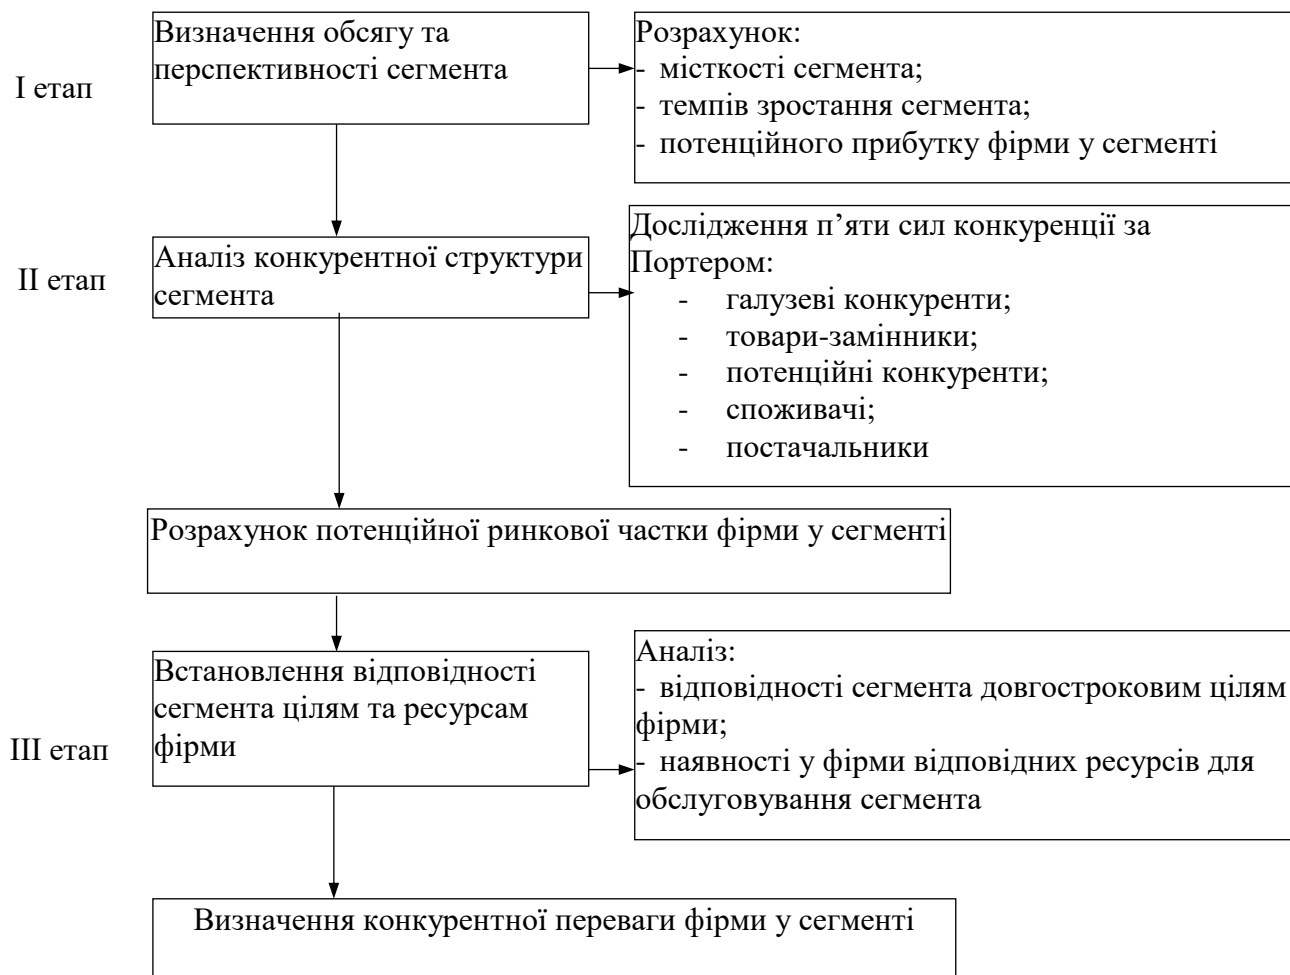 I етап
Визначення обсягу та
перспективності сегмента
Розрахунок:
- місткості сегмента;
- темпів зростання сегмента;
- потенційного прибутку фірми у сегменті
II етап
Аналіз конкурентної структури
сегмента
Дослідження п’яти сил конкуренції за
Портером:
- галузеві конкуренти;
- товари-замінники;
- потенційні конкуренти;
- споживачі;
- постачальники
Розрахунок потенційної ринкової частки фірми у сегменті
III етап
Встановлення відповідності
сегмента цілям та ресурсам
фірми
Аналіз:
- відповідності сегмента довгостроковим цілям
фірми;
- наявності у фірми відповідних ресурсів для
обслуговування сегмента
Визначення конкурентної переваги фірми у сегменті